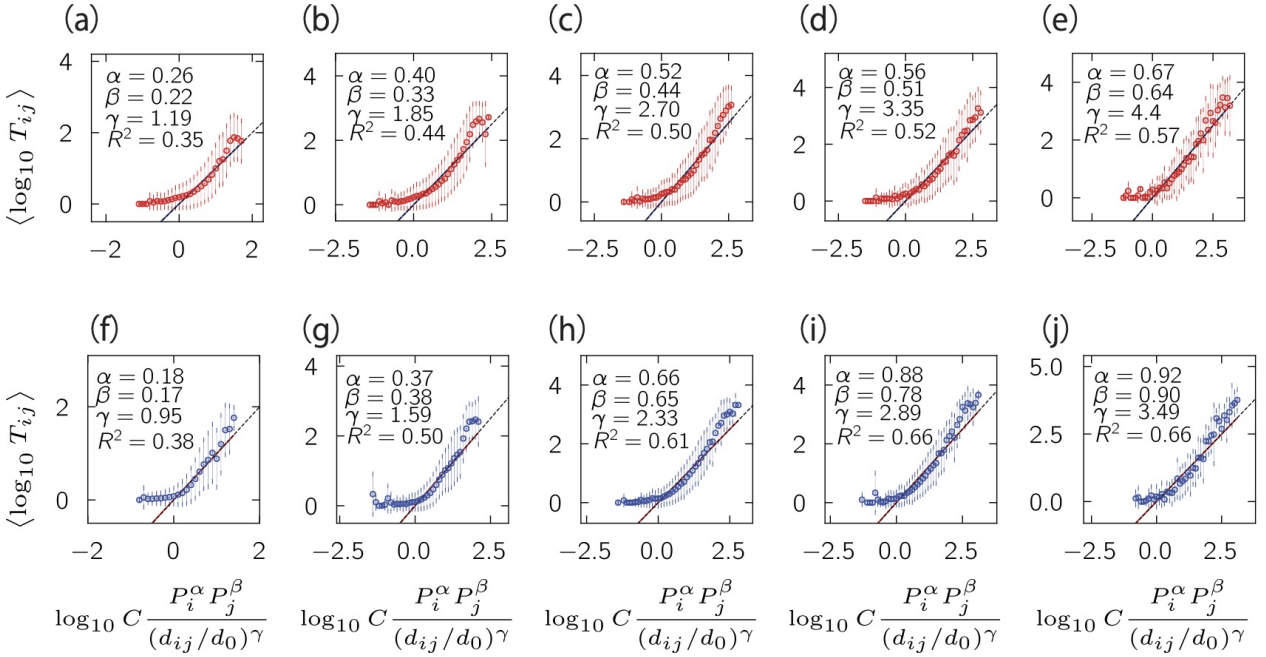 (a) (b) (c) (d) (e)
⟨log₁₀ T_ij⟩
4
2
0
−2 0 2
α = 0.26
β = 0.22
γ = 1.19
R² = 0.35
4
2
0
−2.5 0.0 2.5
α = 0.40
β = 0.33
γ = 1.85
R² = 0.44
4
2
0
−2.5 0.0 2.5
α = 0.52
β = 0.44
γ = 2.70
R² = 0.50
4
2
0
−2.5 0.0 2.5
α = 0.56
β = 0.51
γ = 3.35
R² = 0.52
4
2
0
−2.5 0.0 2.5
α = 0.67
β = 0.64
γ = 4.4
R² = 0.57
(f) (g) (h) (i) (j)
⟨log₁₀ T_ij⟩
2
0
−2 0 2
α = 0.18
β = 0.17
γ = 0.95
R² = 0.38
4
2
0
−2.5 0.0 2.5
α = 0.37
β = 0.38
γ = 1.59
R² = 0.50
4
2
0
−2.5 0.0 2.5
α = 0.66
β = 0.65
γ = 2.33
R² = 0.61
4
2
0
−2.5 0.0 2.5
α = 0.88
β = 0.78
γ = 2.89
R² = 0.66
5.0
2.5
0.0
−2.5 0.0 2.5
α = 0.92
β = 0.90
γ = 3.49
R² = 0.66
log₁₀ C P_i^α P_j^β / (d_ij/d₀)^γ
log₁₀ C P_i^α P_j^β / (d_ij/d₀)^γ
log₁₀ C P_i^α P_j^β / (d_ij/d₀)^γ
log₁₀ C P_i^α P_j^β / (d_ij/d₀)^γ
log₁₀ C P_i^α P_j^β / (d_ij/d₀)^γ